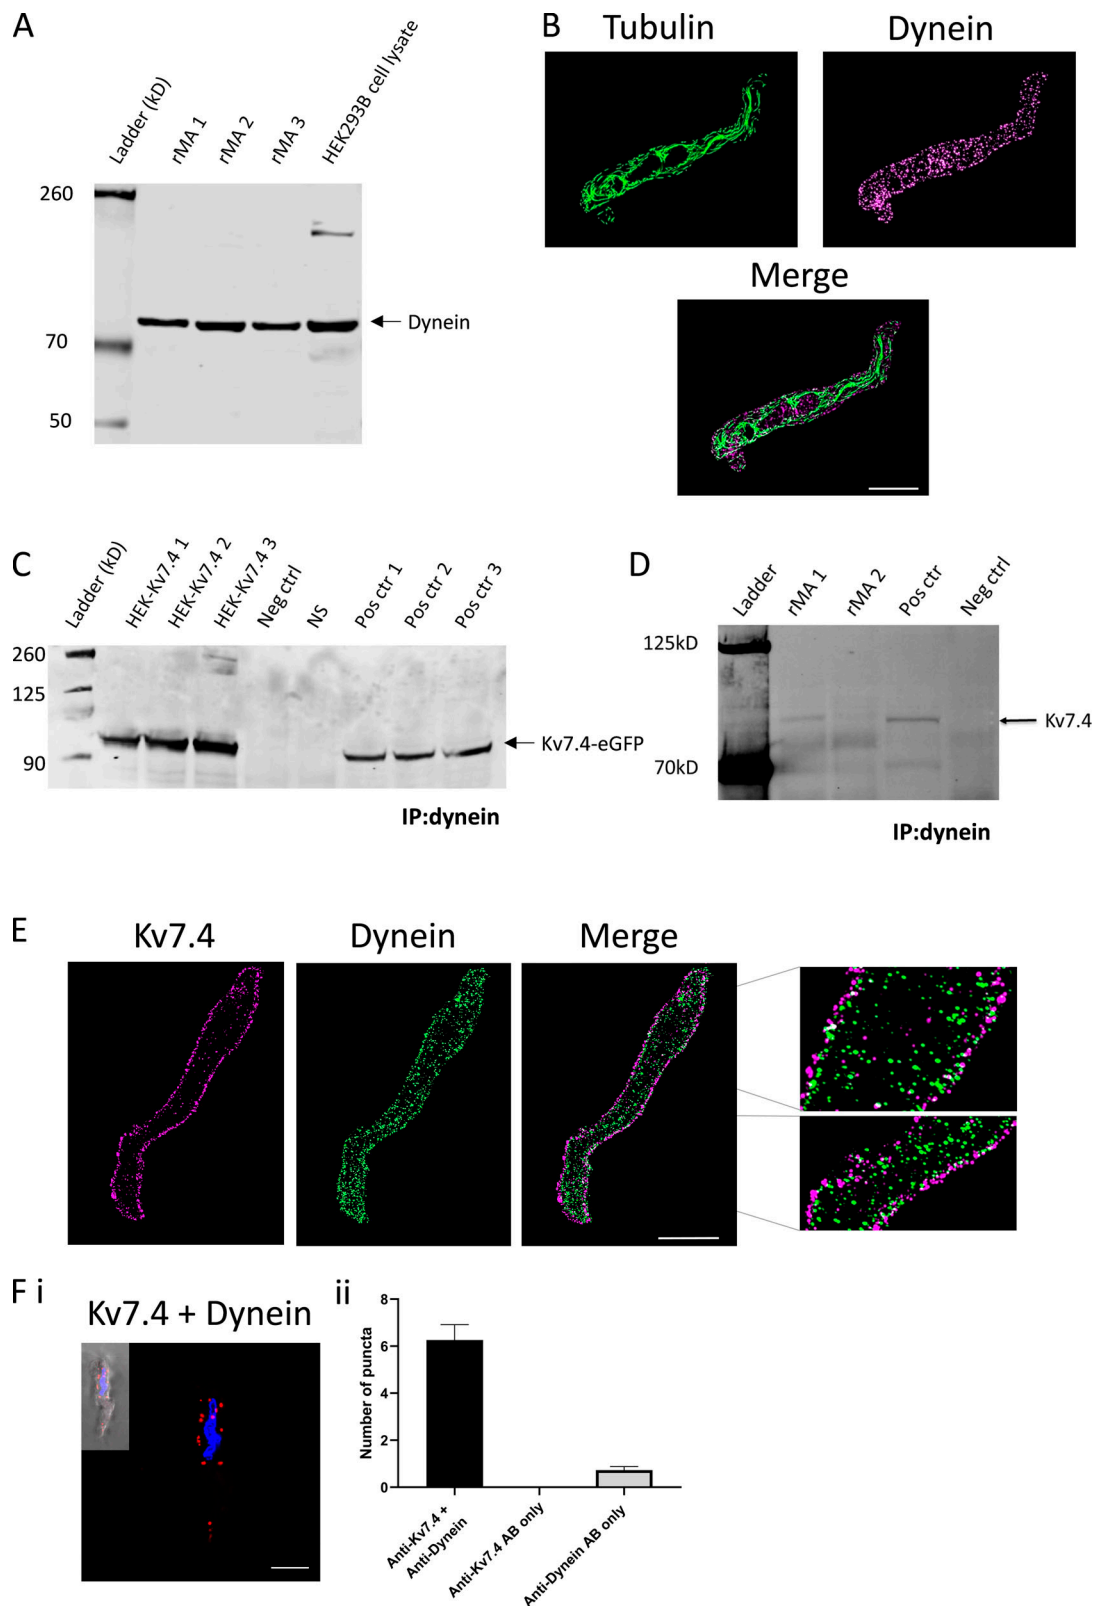 A
Ladder (kD)
rMA 1
rMA 2
rMA 3
HEK293B cell lysate
260
70
50
Dynein
B
Tubulin
Dynein
Merge
C
Ladder (kD)
HEK-Kv7.4 1
HEK-Kv7.4 2
HEK-Kv7.4 3
Neg ctrl
NS
Pos ctr 1
Pos ctr 2
Pos ctr 3
260
125
90
Kv7.4-eGFP
IP:dynein
D
Ladder
rMA 1
rMA 2
Pos ctr
Neg ctrl
125kD
70kD
Kv7.4
IP:dynein
E
Kv7.4
Dynein
Merge
F i
Kv7.4 + Dynein
ii
Number of puncta
8
6
4
2
0
Anti-Kv7.4 +
Anti-Dynein
Anti-Kv7.4 AB only
Anti-Dynein AB only